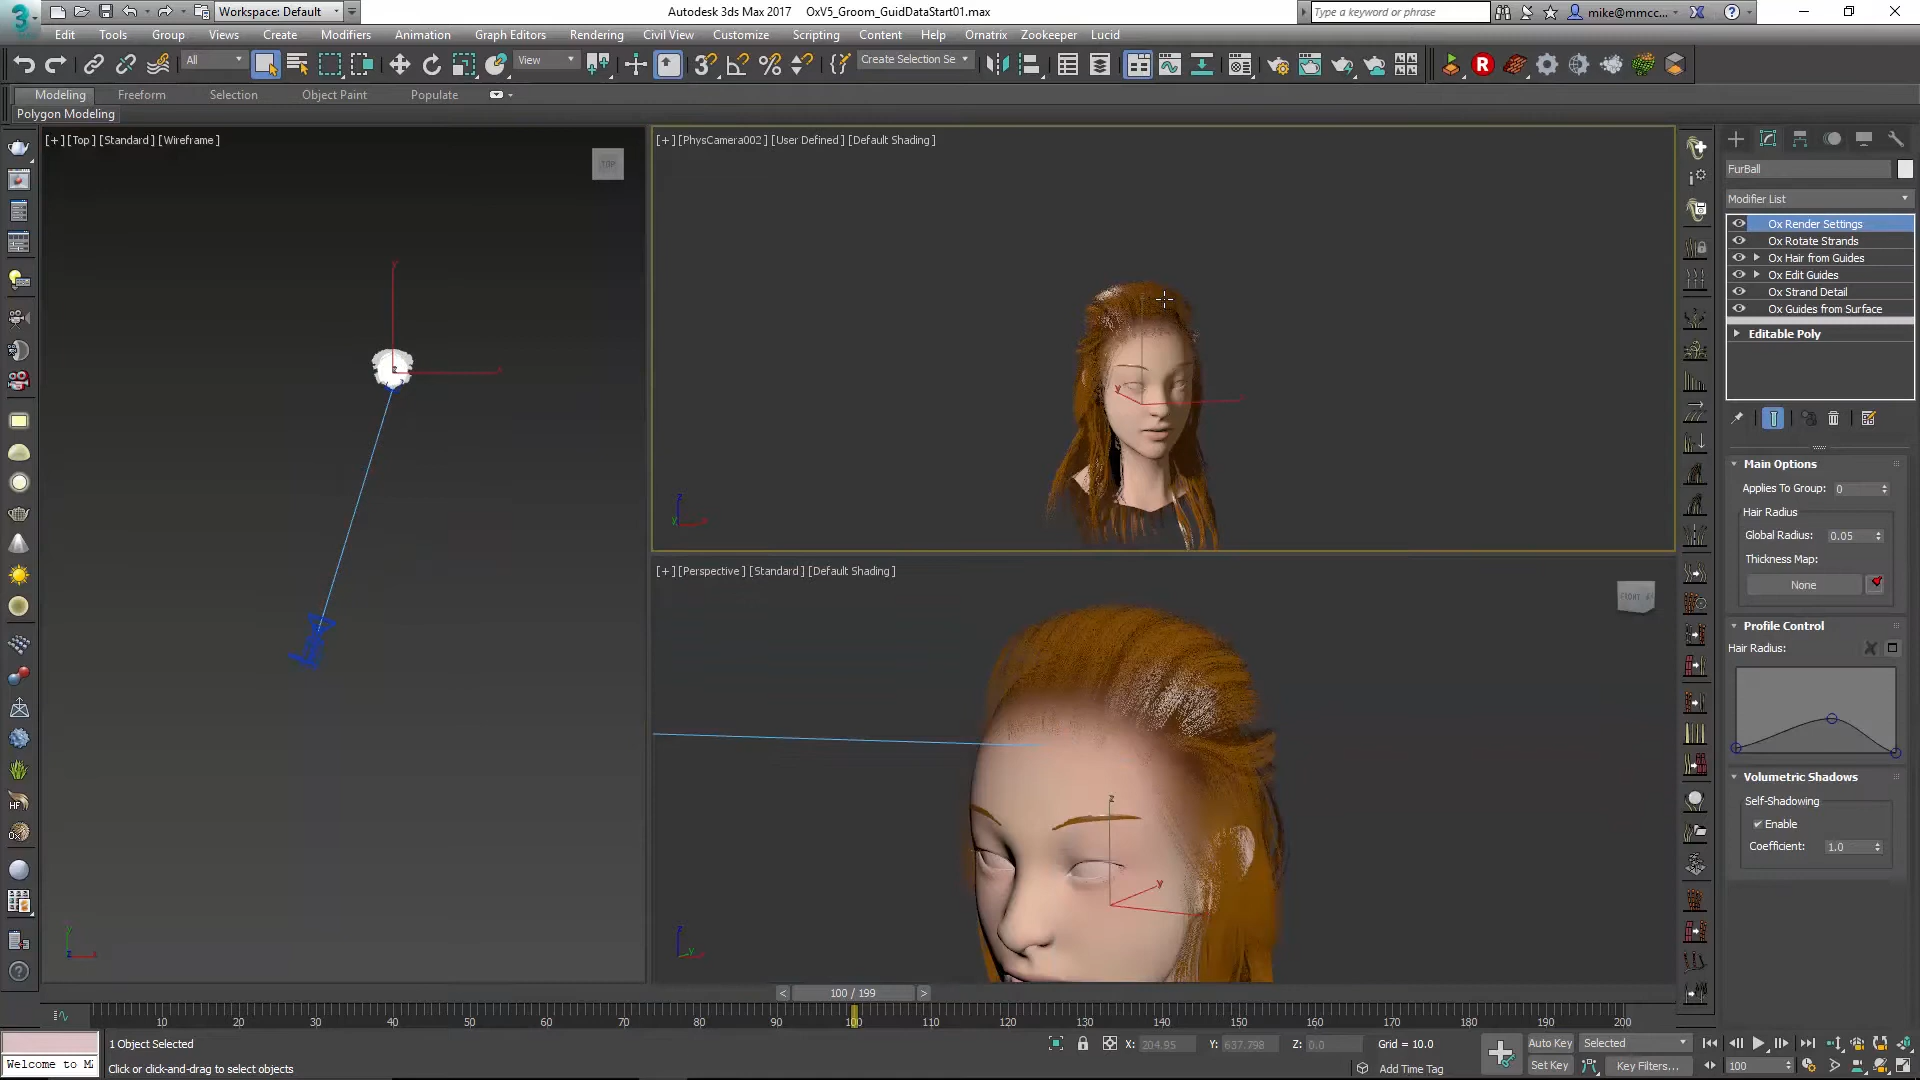 Workspace: Default
Autodesk 3ds Max 2017 OxV5_Groom_GuidDataStart01.max
Type a keyword or phrase
mike@mmcc...
Edit Tools Group Views Create Modifiers Animation Graph Editors Rendering Civil View Customize Scripting Content Help Ornatrix Zookeeper Lucid
All
View
Create Selection Se
Modeling Freeform Selection Object Paint Populate
Polygon Modeling
[+] [Top] [Standard] [Wireframe]
TOP
[+] [PhysCamera002] [User Defined] [Default Shading]
[+] [Perspective] [Standard] [Default Shading]
FRONT
FurBall
Modifier List
Ox Render Settings
Ox Rotate Strands
Ox Hair from Guides
Ox Edit Guides
Ox Strand Detail
Ox Guides from Surface
Editable Poly
Main Options
Applies To Group: 0
Hair Radius
Global Radius: 0.05
Thickness Map:
None
Profile Control
Hair Radius:
Volumetric Shadows
Self-Shadowing
Enable
Coefficient: 1.0
< 100 / 199 >
10 20 30 40 50 60 70 80 90 100 110 120 130 140 150 160 170 180 190 200
1 Object Selected
X: 204.95 Y: 637.798 Z: 0.0 Grid = 10.0
Auto Key Selected
Welcome to M
Click or click-and-drag to select objects
Add Time Tag
Set Key Key Filters... 100